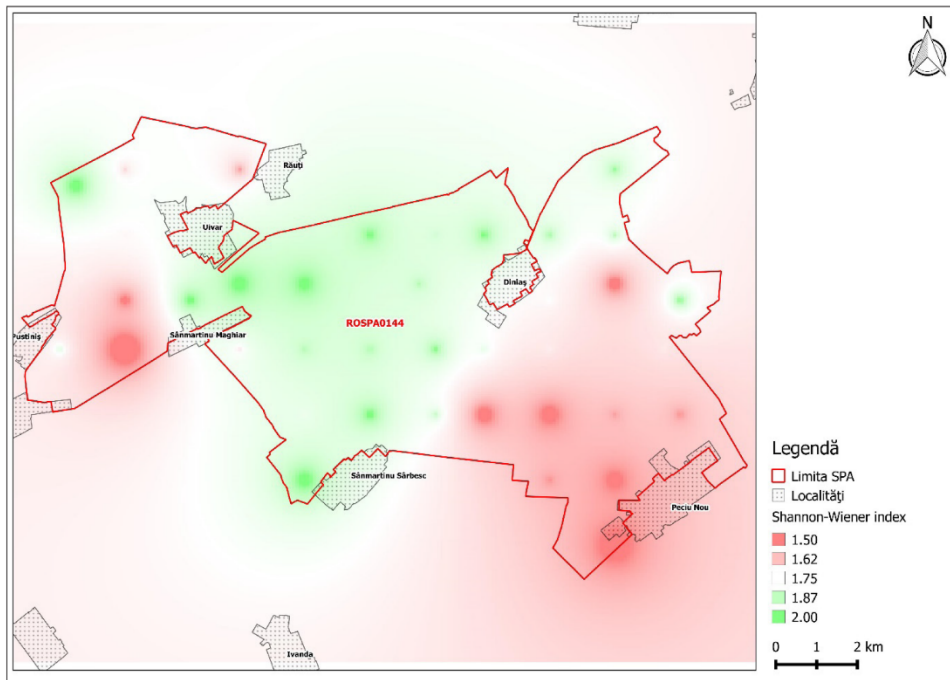 N
Răuți
Uivar
Diniaș
ROSPA0144
Pustiniș
Sânmartinu Maghiar
Sânmartinu Sârbesc
Peciu Nou
Ivanda
Legendă
Limita SPA
Localități
Shannon-Wiener index
1.50
1.62
1.75
1.87
2.00
0 1 2 km